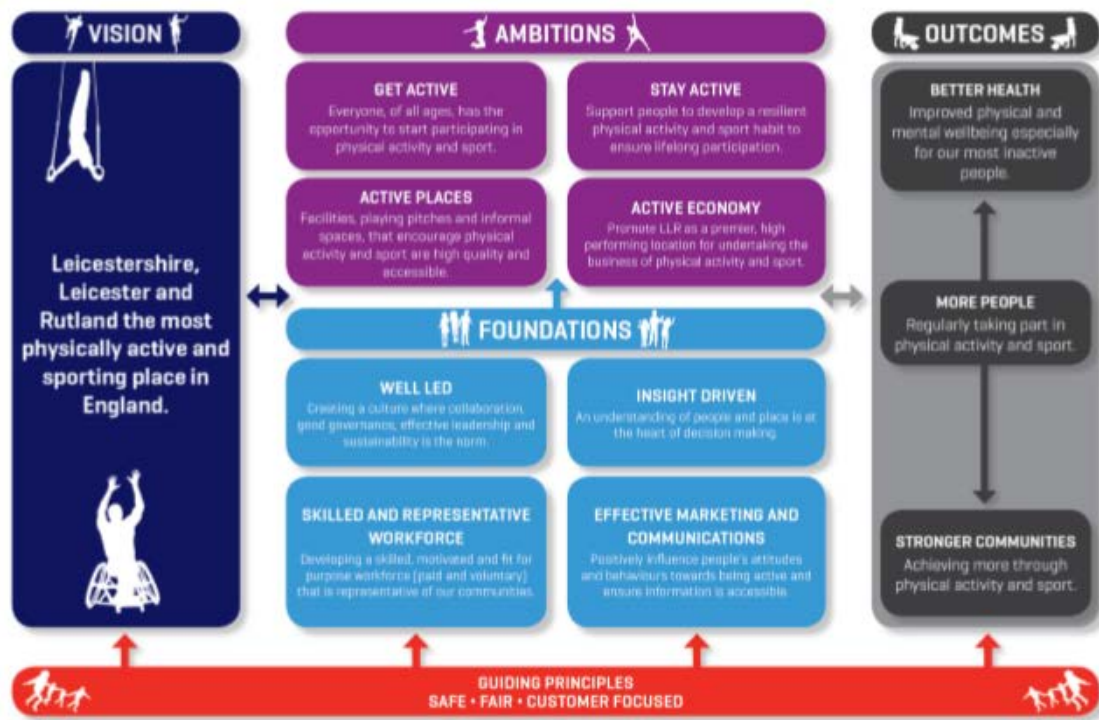 VISION
Leicestershire,
Leicester and
Rutland the most
physically active and
sporting place in
England.
AMBITIONS
GET ACTIVE
Everyone, of all ages, has the
opportunity to start participating in
physical activity and sport.
STAY ACTIVE
Support people to develop a resilient
physical activity and sport habit to
ensure lifelong participation.
ACTIVE PLACES
Facilities, playing pitches and informal
spaces, that encourage physical
activity and sport are high quality and
accessible.
ACTIVE ECONOMY
Promote LLR as a premier, high
performing location for undertaking the
business of physical activity and sport.
FOUNDATIONS
WELL LED
Creating a culture where collaboration,
good governance, effective leadership and
sustainability is the norm.
INSIGHT DRIVEN
An understanding of people and place is at
the heart of decision making.
SKILLED AND REPRESENTATIVE
WORKFORCE
Developing a skilled, motivated and fit for
purpose workforce (paid and voluntary)
that is representative of our communities.
EFFECTIVE MARKETING AND
COMMUNICATIONS
Positively influence people's attitudes
and behaviours towards being active and
ensure information is accessible.
OUTCOMES
BETTER HEALTH
Improved physical and
mental wellbeing especially
for our most inactive
people.
MORE PEOPLE
Regularly taking part in
physical activity and sport.
STRONGER COMMUNITIES
Achieving more through
physical activity and sport.
GUIDING PRINCIPLES
SAFE • FAIR • CUSTOMER FOCUSED